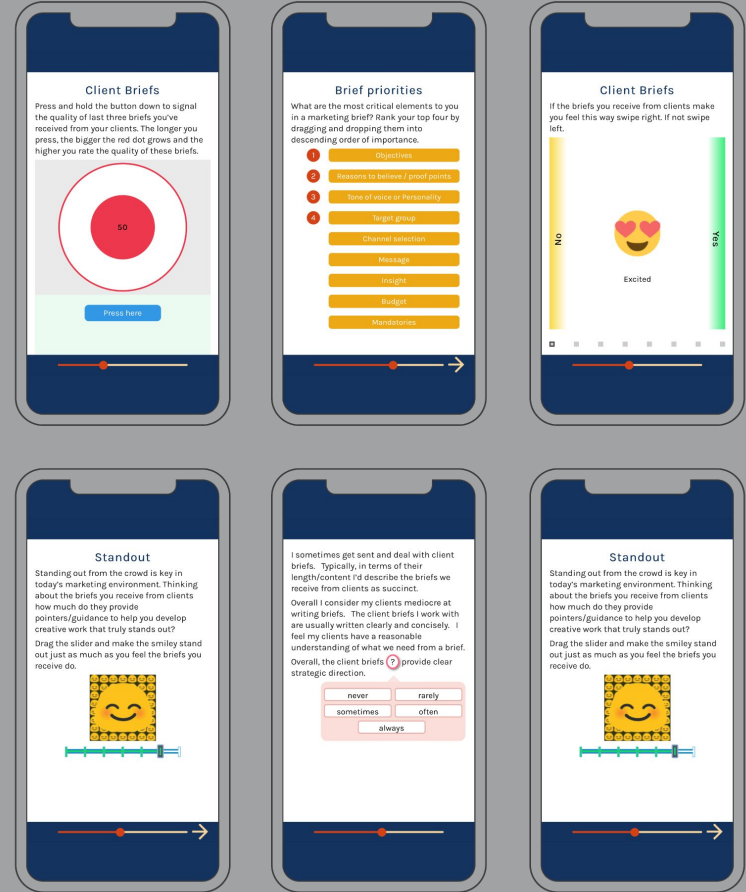 Client Briefs
Press and hold the button down to signal
the quality of last three briefs you've
received from your clients. The longer you
press, the bigger the red dot grows and the
higher you rate the quality of these briefs.
50
Press here
Brief priorities
What are the most critical elements to you
in a marketing brief? Rank your top four by
dragging and dropping them into
descending order of importance.
1 Objectives
2 Reasons to believe / proof points
3 Tone of voice or Personality
4 Target group
Channel selection
Message
Insight
Budget
Mandatories
Client Briefs
If the briefs you receive from clients make
you feel this way swipe right. If not swipe
left.
No
Yes
Excited
Standout
Standing out from the crowd is key in
today's marketing environment. Thinking
about the briefs you receive from clients
how much do they provide
pointers/guidance to help you develop
creative work that truly stands out?
Drag the slider and make the smiley stand
out just as much as you feel the briefs you
receive do.
I sometimes get sent and deal with client
briefs. Typically, in terms of their
length/content I'd describe the briefs we
receive from clients as succinct.
Overall I consider my clients mediocre at
writing briefs. The client briefs I work with
are usually written clearly and concisely. I
feel my clients have a reasonable
understanding of what we need from a brief.
Overall, the client briefs ? provide clear
strategic direction.
never rarely
sometimes often
always
Standout
Standing out from the crowd is key in
today's marketing environment. Thinking
about the briefs you receive from clients
how much do they provide
pointers/guidance to help you develop
creative work that truly stands out?
Drag the slider and make the smiley stand
out just as much as you feel the briefs you
receive do.